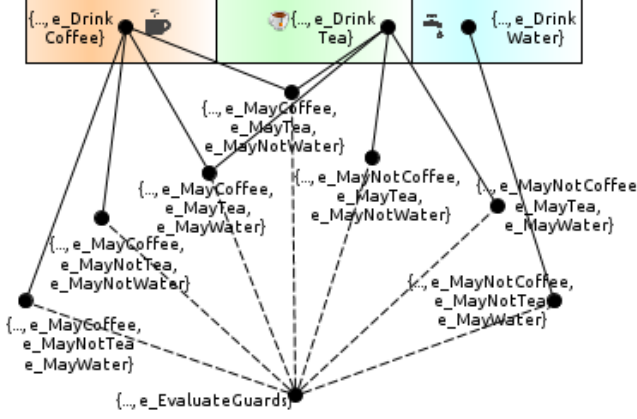 {.., e_Drink
Coffee}
{.., e_Drink
Tea}
{.., e_Drink
Water}
{.., e_MayCoffee,
e_MayTea,
e_MayNotWater}
{.., e_MayCoffee,
e_MayTea,
e_MayWater}
{.., e_MayNotCoffee,
e_MayTea,
e_MayNotWater}
{.., e_MayNotCoffee
e_MayTea,
e_MayWater}
{.., e_MayCoffee,
e_MayNotTea,
e_MayNotWater}
{.., e_MayNotCoffee,
e_MayNotTea,
e_MayWater}
{.., e_MayCoffee,
e_MayNotTea
e_MayWater}
{.., e_EvaluateGuards}